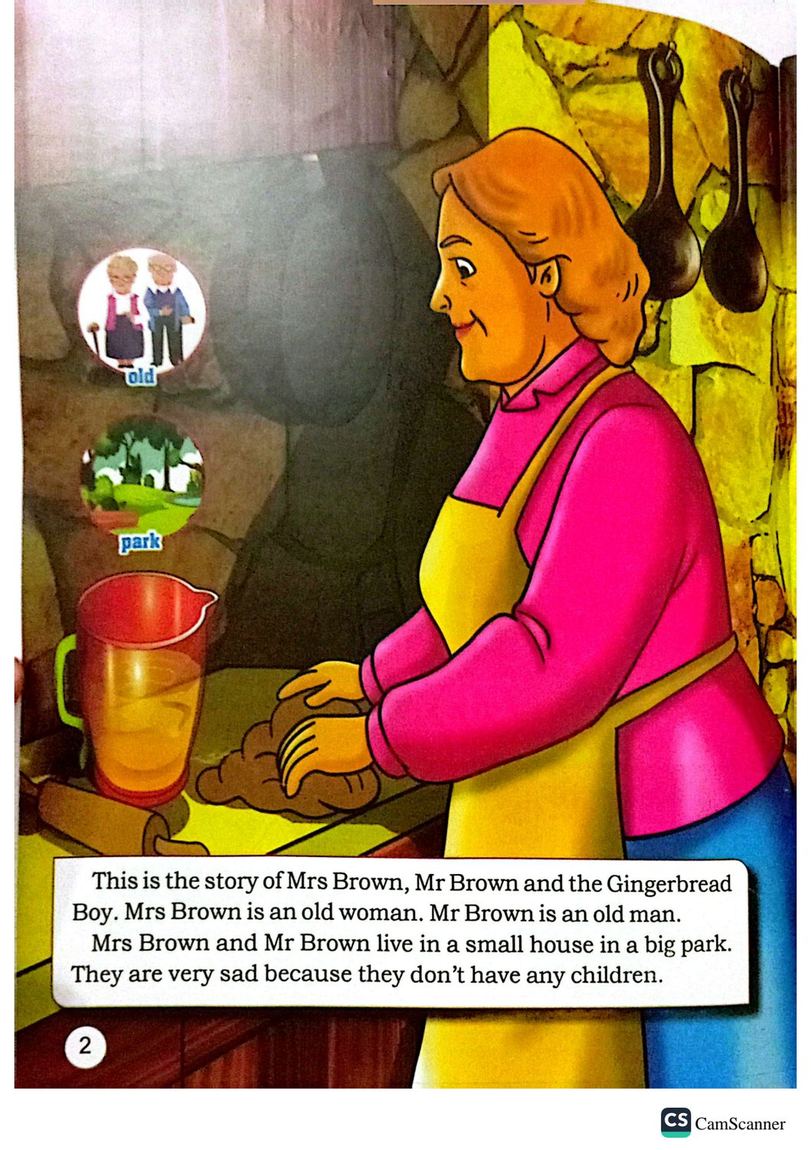 old
park
This is the story of Mrs Brown, Mr Brown and the Gingerbread
Boy. Mrs Brown is an old woman. Mr Brown is an old man.
Mrs Brown and Mr Brown live in a small house in a big park.
They are very sad because they don't have any children.
2
CS CamScanner